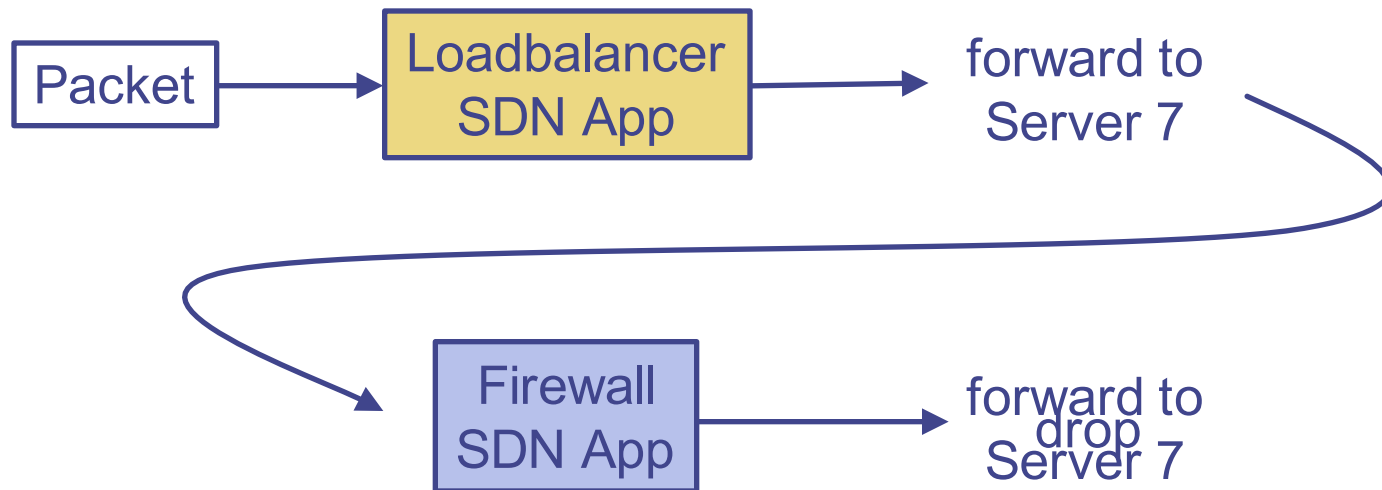 Packet
Loadbalancer
SDN App
forward to
Server 7
Firewall
SDN App
forward to
drop
Server 7